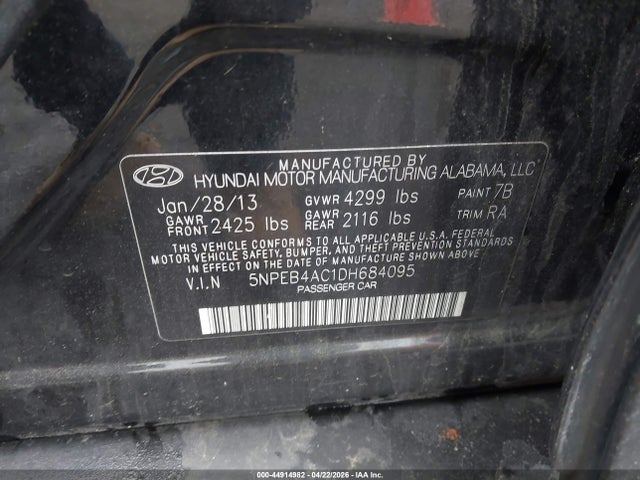 MANUFACTURED BY
HYUNDAI MOTOR MANUFACTURING ALABAMA, LLC
Jan/28/13 GVWR 4299 lbs PAINT 7B
GAWR FRONT 2425 lbs GAWR REAR 2116 lbs TRIM RA
THIS VEHICLE CONFORMS TO ALL APPLICABLE U.S.A. FEDERAL
MOTOR VEHICLE SAFETY, BUMPER, AND THEFT PREVENTION STANDARDS
IN EFFECT ON THE DATE OF MANUFACTURE SHOWN ABOVE.
V.I.N 5NPEB4AC1DH684095
PASSENGER CAR
000-44914982 - 04/22/2026 - IAA Inc.